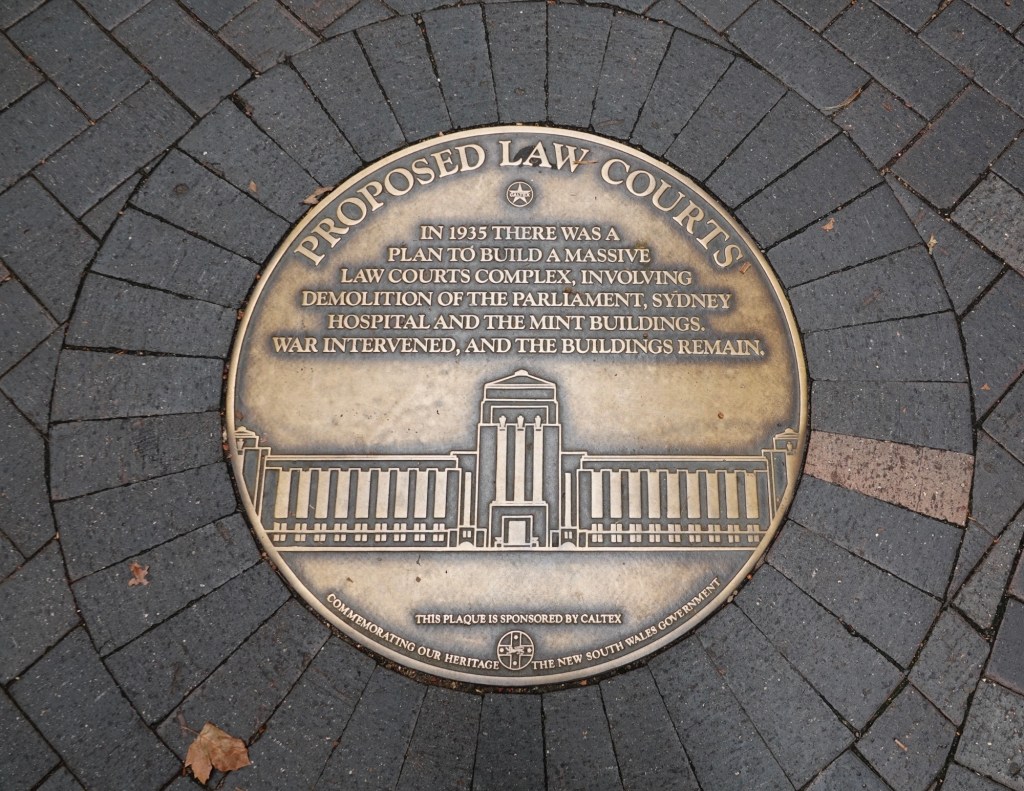 PROPOSED LAW COURTS
CALTEX
IN 1935 THERE WAS A
PLAN TO BUILD A MASSIVE
LAW COURTS COMPLEX, INVOLVING
DEMOLITION OF THE PARLIAMENT, SYDNEY
HOSPITAL AND THE MINT BUILDINGS.
WAR INTERVENED, AND THE BUILDINGS REMAIN.
THIS PLAQUE IS SPONSORED BY CALTEX
COMMEMORATING OUR HERITAGE THE NEW SOUTH WALES GOVERNMENT